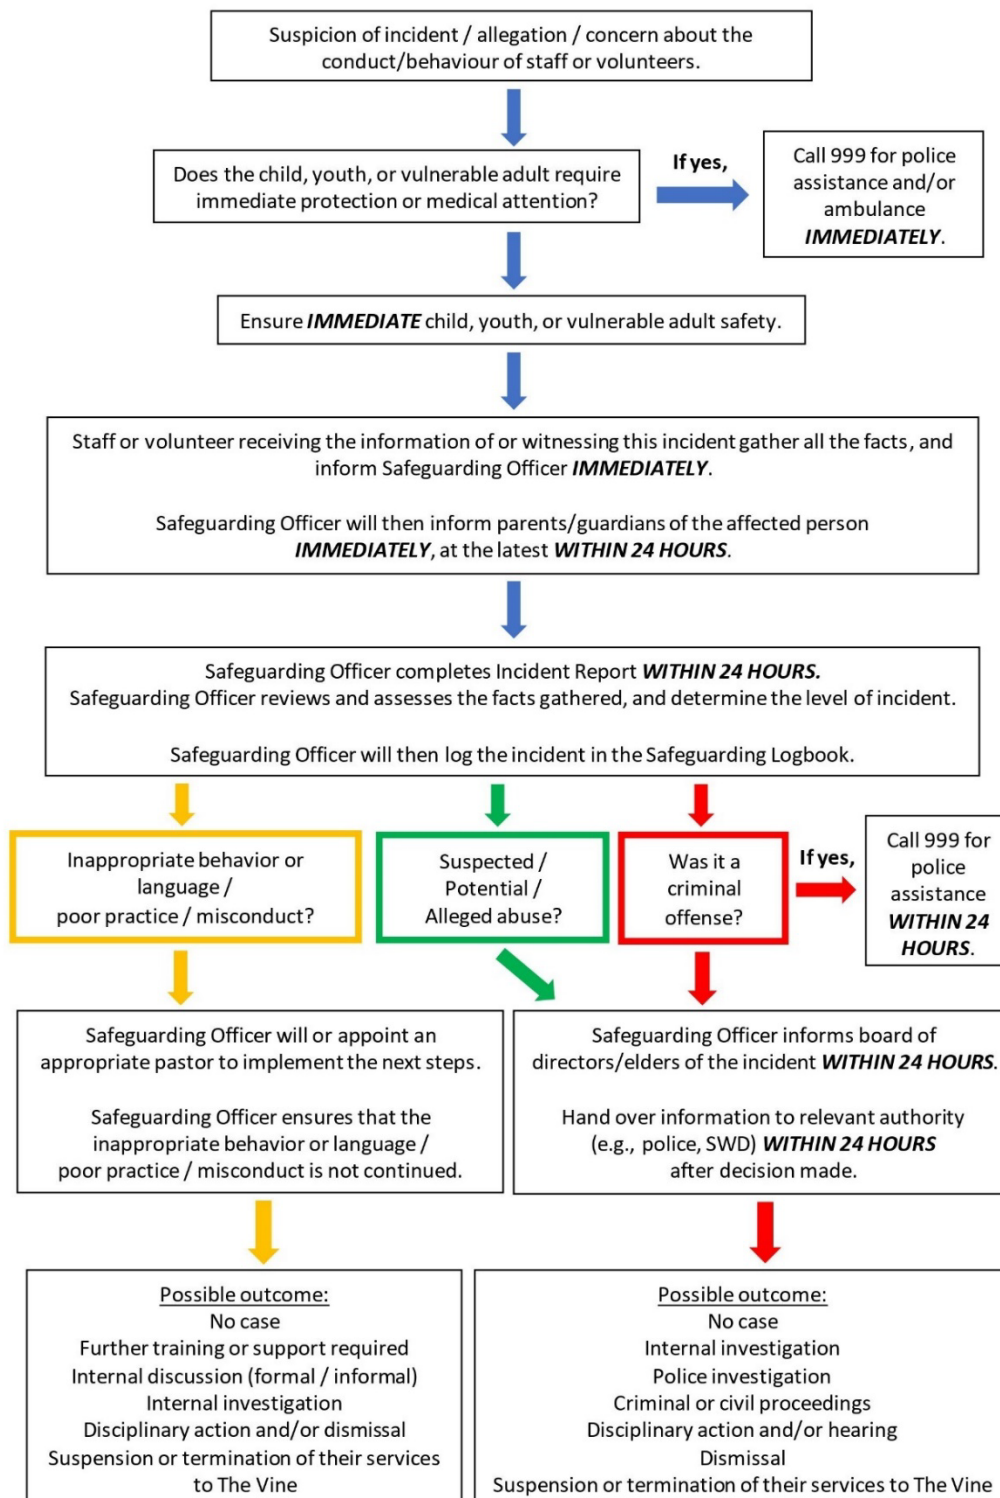 Suspicion of incident / allegation / concern about the
conduct/behaviour of staff or volunteers.
Does the child, youth, or vulnerable adult require
immediate protection or medical attention?
If yes,
Call 999 for police
assistance and/or
ambulance
IMMEDIATELY.
Ensure IMMEDIATE child, youth, or vulnerable adult safety.
Staff or volunteer receiving the information of or witnessing this incident gather all the facts, and
inform Safeguarding Officer IMMEDIATELY.
Safeguarding Officer will then inform parents/guardians of the affected person
IMMEDIATELY, at the latest WITHIN 24 HOURS.
Safeguarding Officer completes Incident Report WITHIN 24 HOURS.
Safeguarding Officer reviews and assesses the facts gathered, and determine the level of incident.
Safeguarding Officer will then log the incident in the Safeguarding Logbook.
Inappropriate behavior or
language /
poor practice / misconduct?
Suspected /
Potential /
Alleged abuse?
Was it a
criminal
offense?
If yes,
Call 999 for
police
assistance
WITHIN 24
HOURS.
Safeguarding Officer will or appoint an
appropriate pastor to implement the next steps.
Safeguarding Officer ensures that the
inappropriate behavior or language /
poor practice / misconduct is not continued.
Safeguarding Officer informs board of
directors/elders of the incident WITHIN 24 HOURS.
Hand over information to relevant authority
(e.g., police, SWD) WITHIN 24 HOURS
after decision made.
Possible outcome:
No case
Further training or support required
Internal discussion (formal / informal)
Internal investigation
Disciplinary action and/or dismissal
Suspension or termination of their services
to The Vine
Possible outcome:
No case
Internal investigation
Police investigation
Criminal or civil proceedings
Disciplinary action and/or hearing
Dismissal
Suspension or termination of their services to The Vine